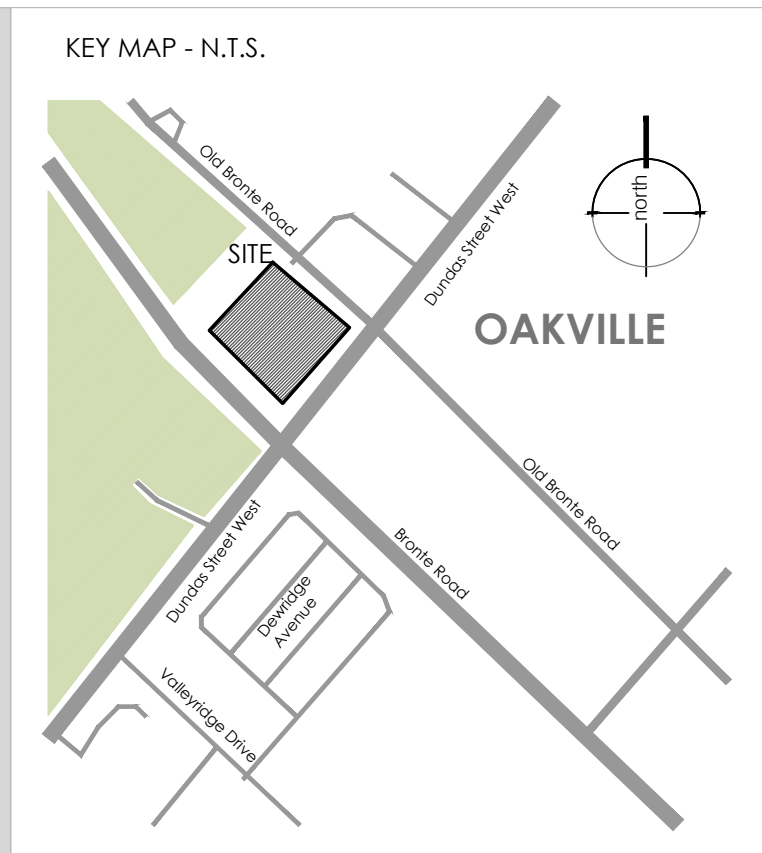 KEY MAP - N.T.S.
Old Bronte Road
north
Dundas Street West
SITE
OAKVILLE
Old Bronte Road
Dundas Street West
Bronte Road
Dewridge
Avenue
Valleyridge Drive